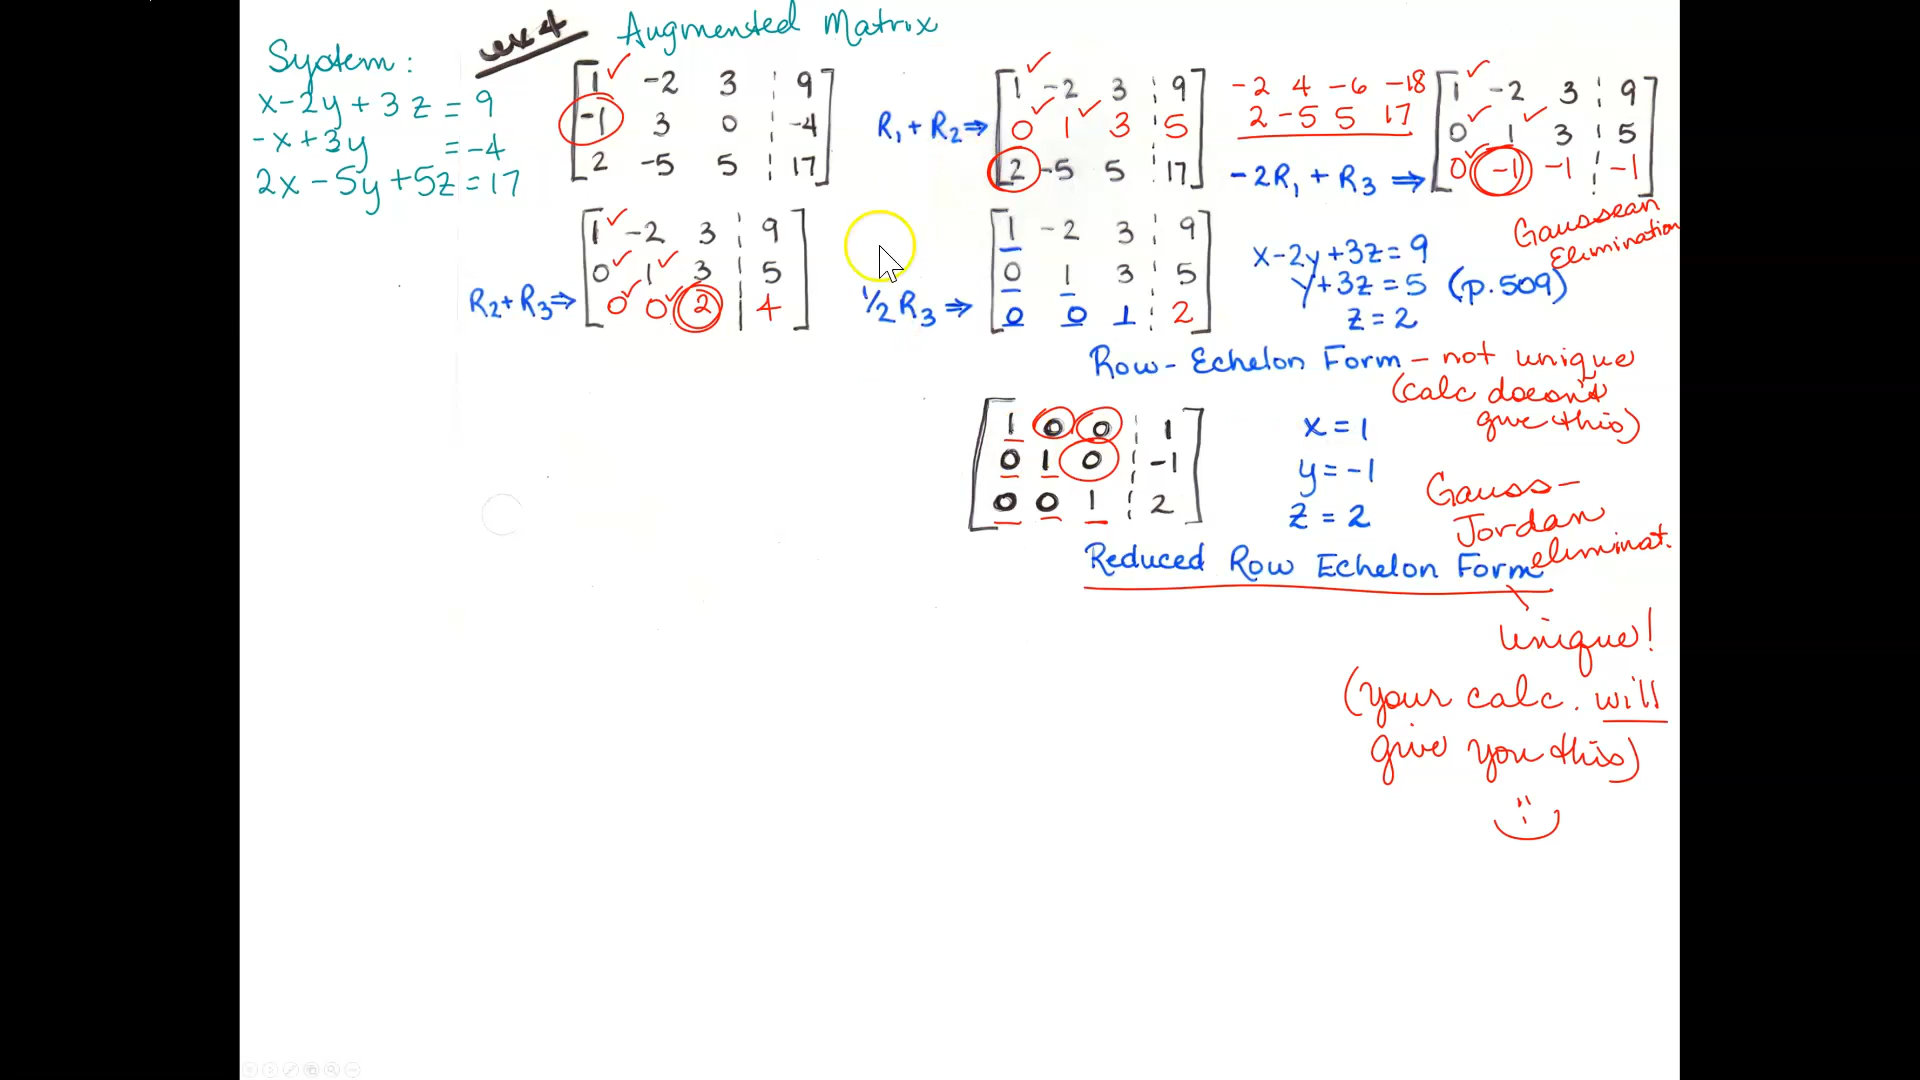 System:
x-2y+3z=9
-x+3y =-4
2x-5y+5z=17
ex 4
Augmented Matrix
1 -2 3 9
-1 3 0 -4
2 -5 5 17
R1+R2⇒
1 -2 3 9
0 1 3 5
2 -5 5 17
-2 4 -6 -18
2 -5 5 17
-2R1+R3⇒
1 -2 3 9
0 1 3 5
0 -1 -1 -1
Gaussean
Elimination
R2+R3⇒
1 -2 3 9
0 1 3 5
0 0 2 4
1/2 R3⇒
1 -2 3 9
0 1 3 5
0 0 1 2
x-2y+3z=9
y+3z=5 (p.509)
z=2
Row-Echelon Form - not unique
(calc doesn't
give this)
1 0 0 1
0 1 0 -1
0 0 1 2
x=1
y=-1
z=2
Gauss-
Jordan
eliminat.
Reduced Row Echelon Form
unique!
(your calc. will
give you this)